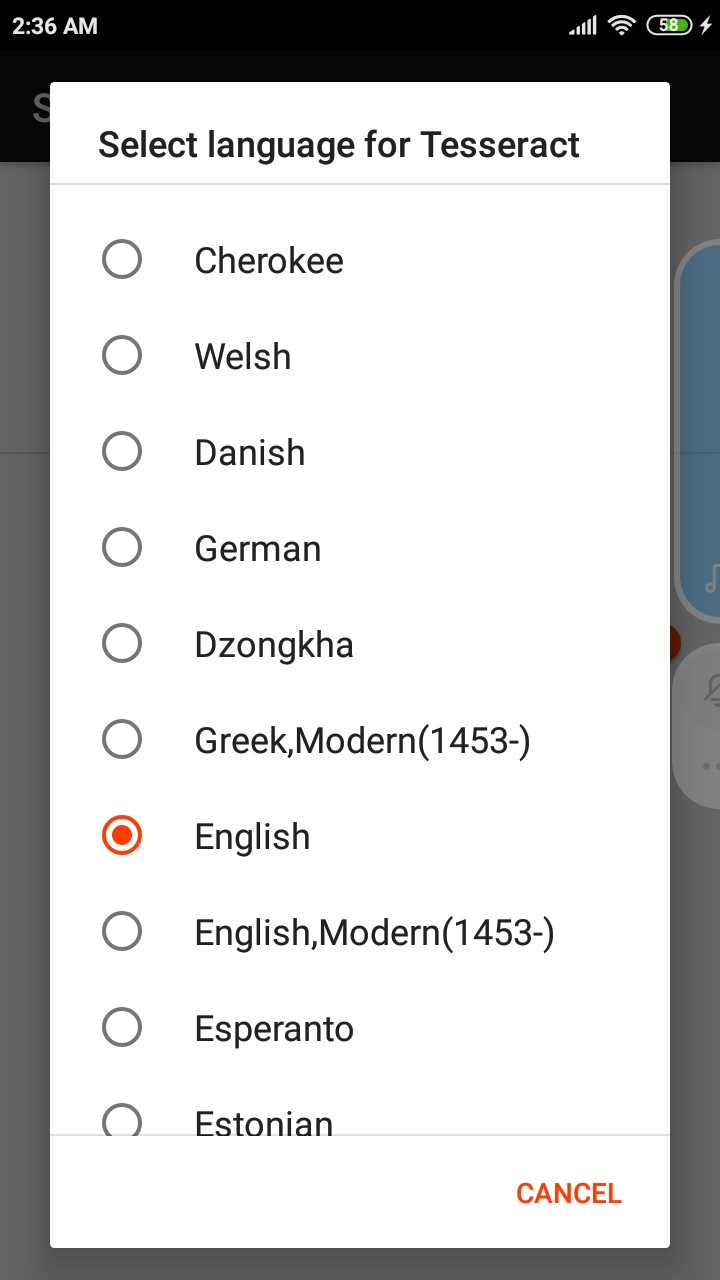 2:36 AM
58
S
Select language for Tesseract
Cherokee
Welsh
Danish
German
Dzongkha
Greek,Modern(1453-)
English
English,Modern(1453-)
Esperanto
Estonian
CANCEL